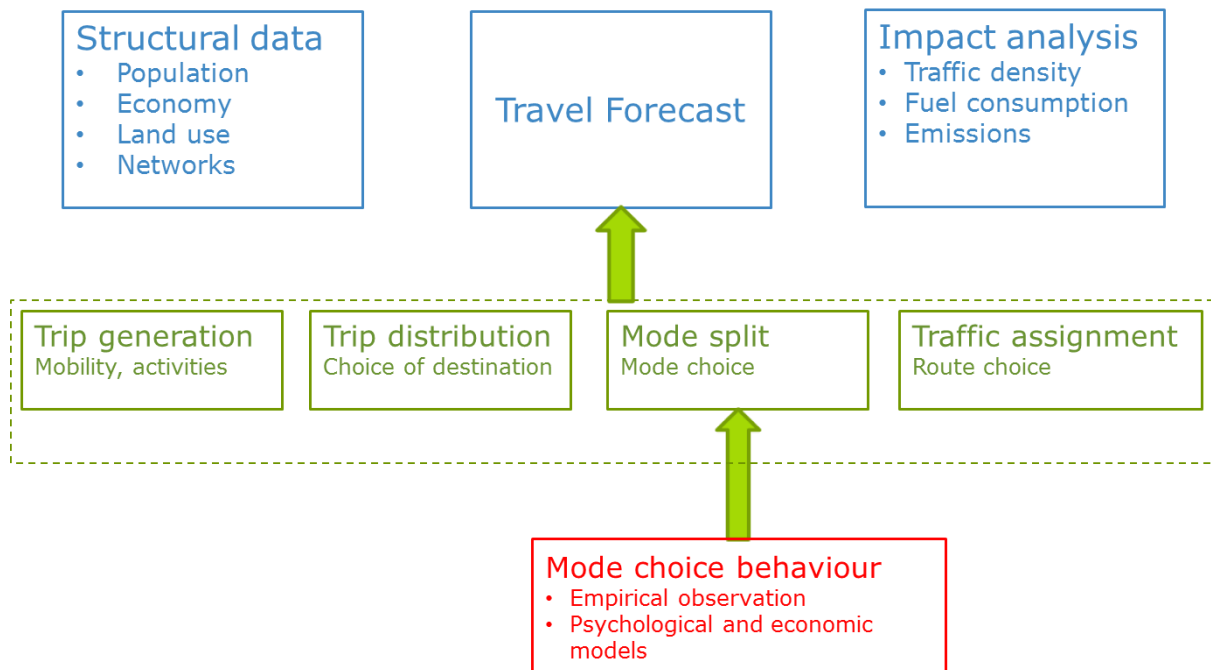 Structural data
• Population
• Economy
• Land use
• Networks
Travel Forecast
Impact analysis
• Traffic density
• Fuel consumption
• Emissions
Trip generation
Mobility, activities
Trip distribution
Choice of destination
Mode split
Mode choice
Traffic assignment
Route choice
Mode choice behaviour
• Empirical observation
• Psychological and economic
models